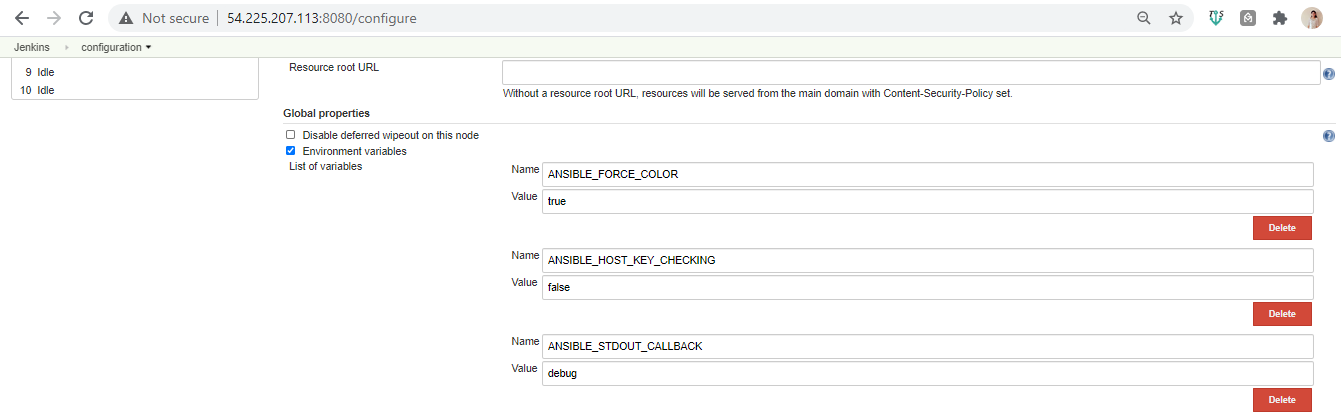 Not secure | 54.225.207.113:8080/configure
Jenkins configuration
9 Idle
10 Idle
Resource root URL
Without a resource root URL, resources will be served from the main domain with Content-Security-Policy set.
Global properties
Disable deferred wipeout on this node
Environment variables
List of variables
Name ANSIBLE_FORCE_COLOR
Value true
Delete
Name ANSIBLE_HOST_KEY_CHECKING
Value false
Delete
Name ANSIBLE_STDOUT_CALLBACK
Value debug
Delete